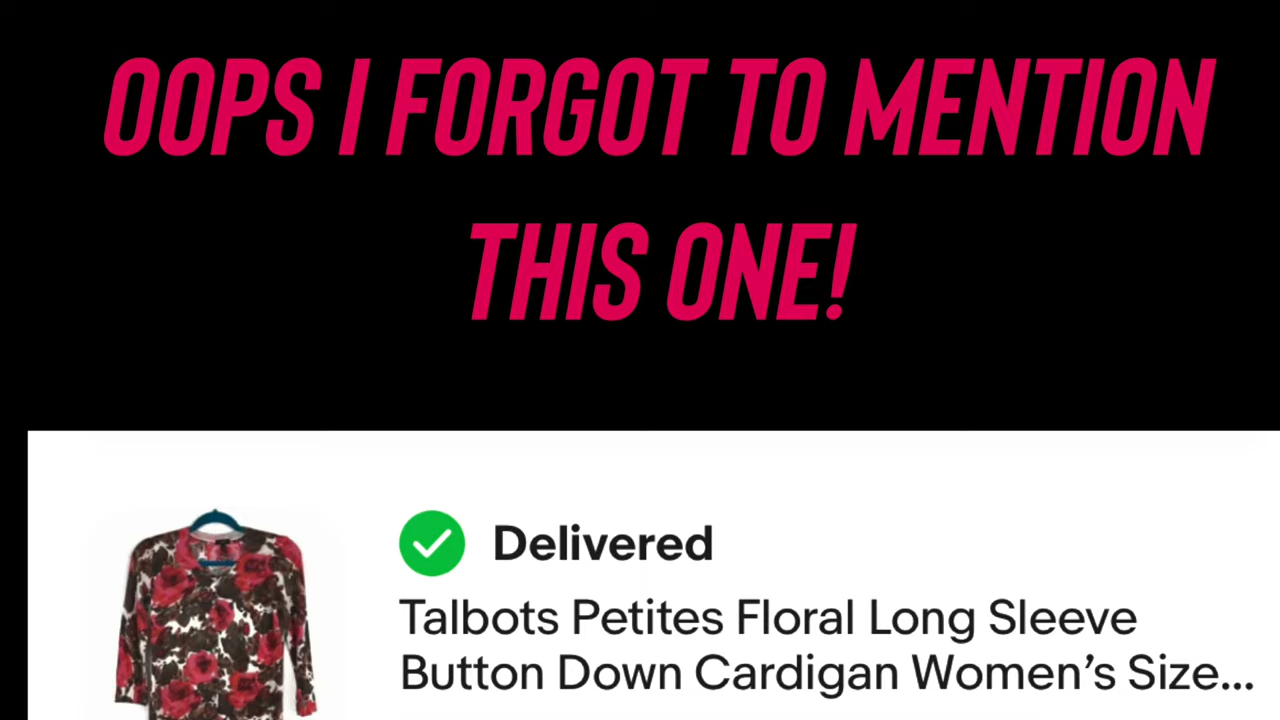 OOPS I FORGOT TO MENTION
THIS ONE!
Delivered
Talbots Petites Floral Long Sleeve
Button Down Cardigan Women’s Size...